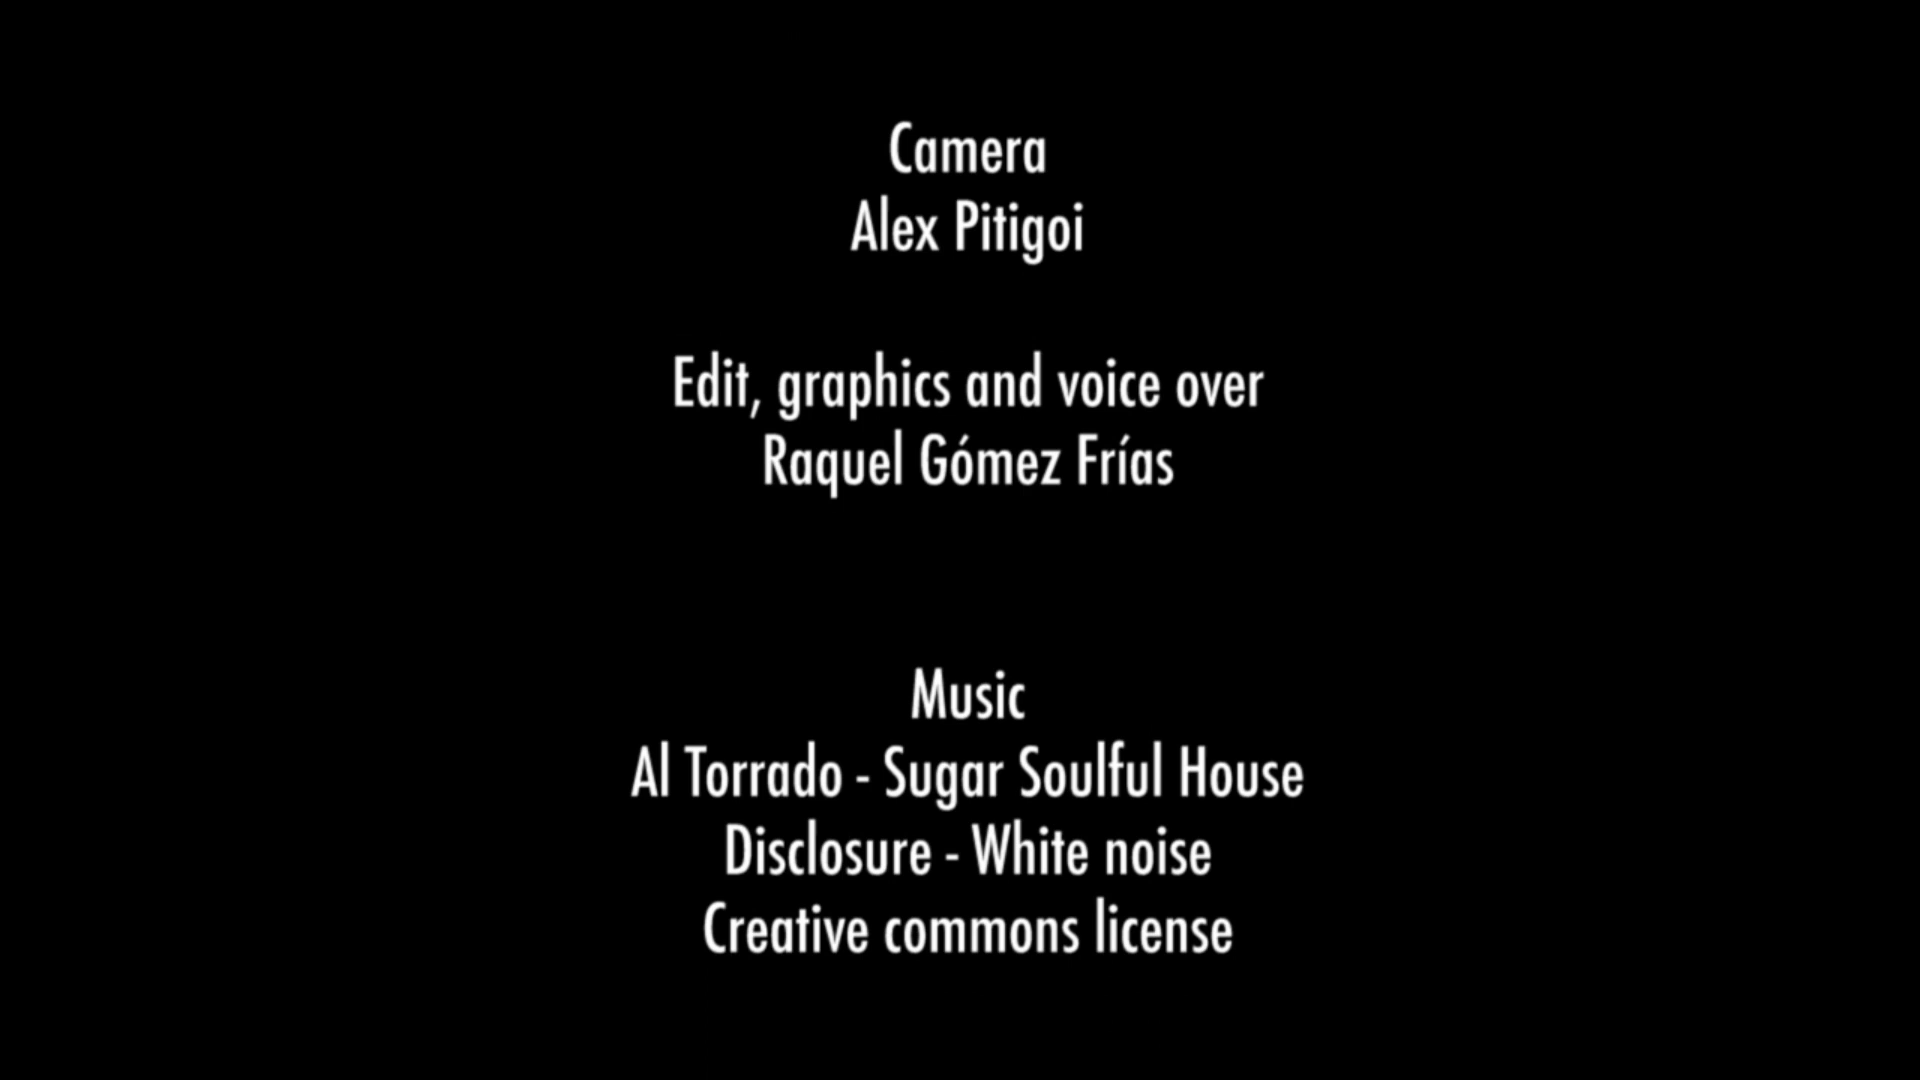 Camera
Alex Pitigoi
Edit, graphics and voice over
Raquel Gómez Frías
Music
Al Torrado - Sugar Soulful House
Disclosure - White noise
Creative commons license